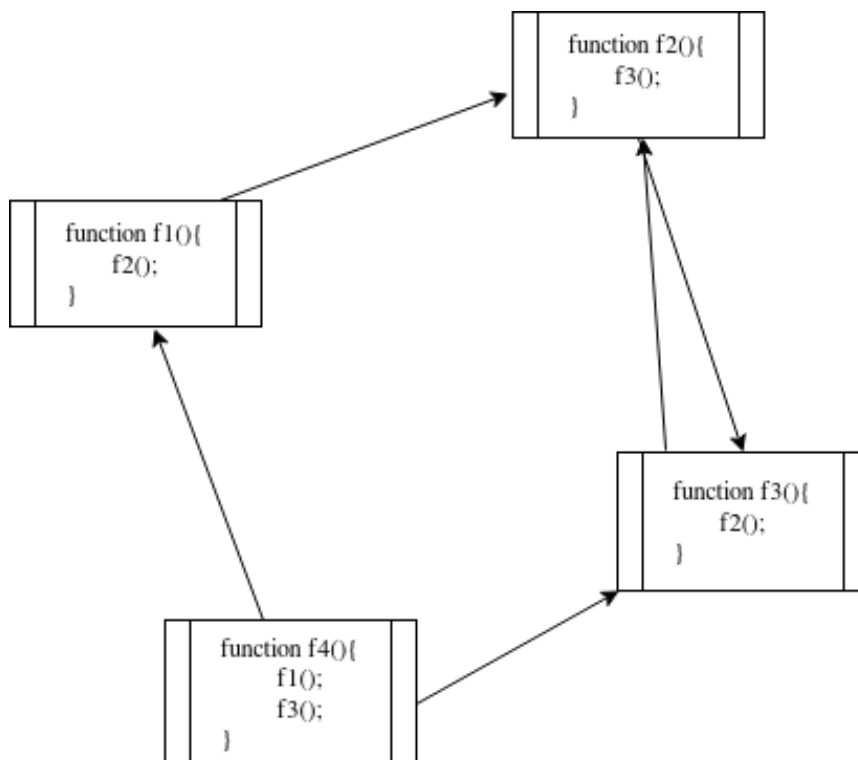 function f2(){
f3();
}
function f1(){
f2();
}
function f3(){
f2();
}
function f4(){
f1();
f3();
}